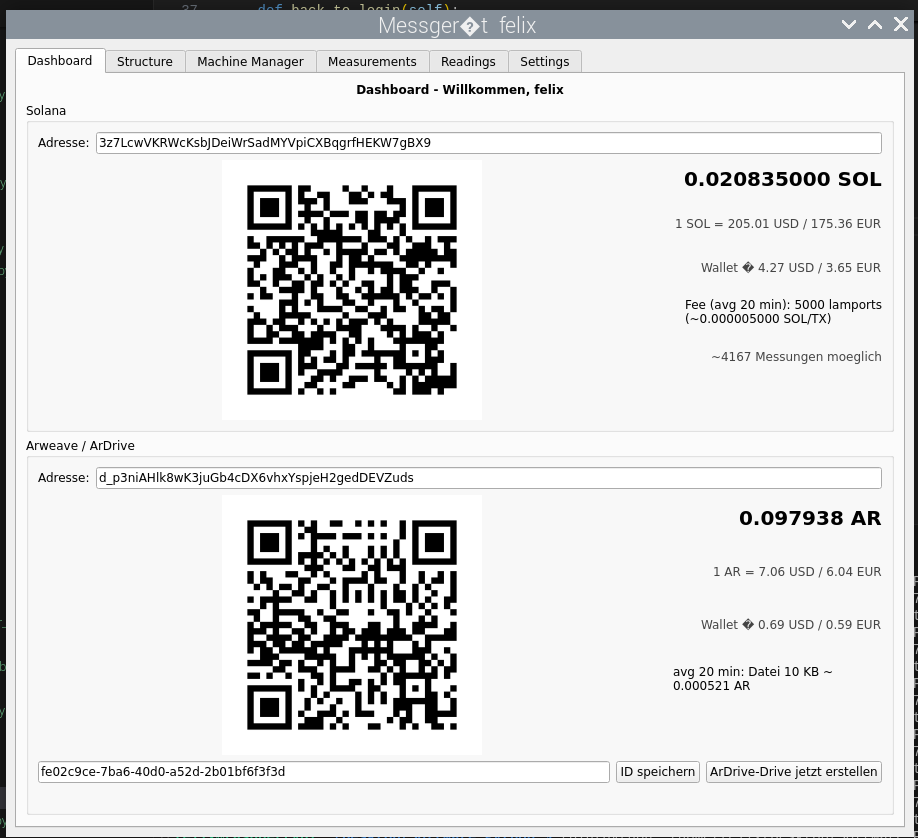 37 def back_to_login(self):
Messger�t felix
Dashboard Structure Machine Manager Measurements Readings Settings
Dashboard - Willkommen, felix
Solana
Adresse: 3z7LcwVKRWcKsbJDeiWrSadMYVpiCXBqgrfHEKW7gBX9
0.020835000 SOL
1 SOL = 205.01 USD / 175.36 EUR
Wallet � 4.27 USD / 3.65 EUR
Fee (avg 20 min): 5000 lamports
(~0.000005000 SOL/TX)
~4167 Messungen moeglich
Arweave / ArDrive
Adresse: d_p3niAHlk8wK3juGb4cDX6vhxYspjeH2gedDEVZuds
0.097938 AR
1 AR = 7.06 USD / 6.04 EUR
Wallet � 0.69 USD / 0.59 EUR
avg 20 min: Datei 10 KB ~
0.000521 AR
fe02c9ce-7ba6-40d0-a52d-2b01bf6f3f3d ID speichern ArDrive-Drive jetzt erstellen